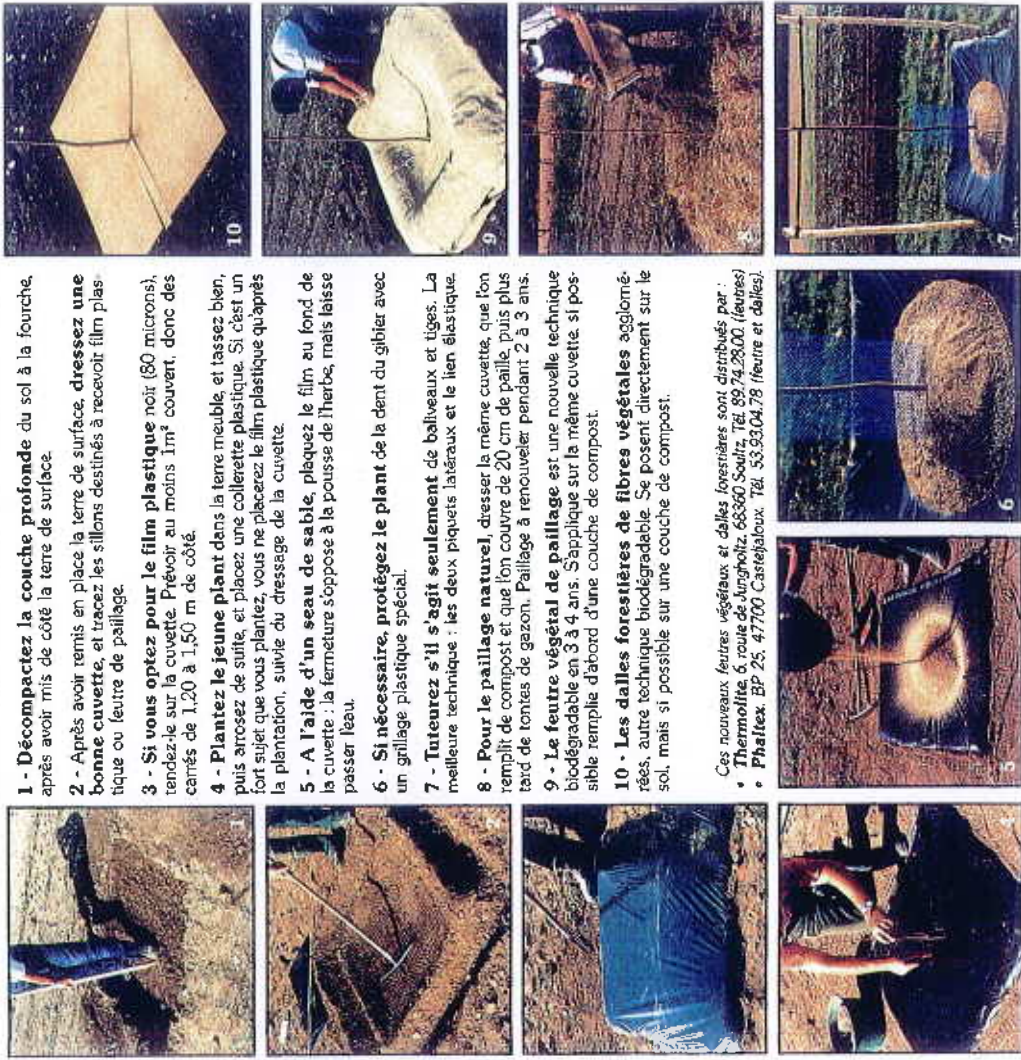 1 - Décompactez la couche profonde du sol à la fourche,
après avoir mis de côté la terre de surface.
2 - Après avoir remis en place la terre de surface, dressez une
bonne cuvette, et tracez les sillons destinés à recevoir film plas-
tique ou feutre de paillage.
3 - Si vous optez pour le film plastique noir (80 microns),
tendez-le sur la cuvette. Prévoir au moins 1m² couvert, donc des
carrés de 1,20 à 1,50 m de côté.
4 - Plantez le jeune plant dans la terre meuble, et tassez bien,
puis arrosez de suite, et placez une collerette plastique. Si c'est un
fort sujet que vous plantez, vous ne placerez le film plastique qu'après
la plantation, suivie du dressage de la cuvette.
5 - A l'aide d'un seau de sable, plaquez le film au fond de
la cuvette : la fermeture s'oppose à la pousse de l'herbe, mais laisse
passer l'eau.
6 - Si nécessaire, protégez le plant de la dent du gibier avec
un grillage plastique spécial.
7 - Tuteurez s'il s'agit seulement de baliveaux et tiges. La
meilleure technique : les deux piquets latéraux et le lien élastique.
8 - Pour le paillage naturel, dresser la même cuvette, que l'on
remplit de compost et que l'on couvre de 20 cm de paille, puis plus
tard de tontes de gazon. Paillage à renouveler pendant 2 à 3 ans.
9 - Le feutre végétal de paillage est une nouvelle technique
biodégradable en 3 à 4 ans. S'applique sur la même cuvette, si pos-
sible remplie d'abord d'une couche de compost.
10 - Les dalles forestières de fibres végétales agglomé-
rées, autre technique biodégradable. Se posent directement sur le
sol, mais si possible sur une couche de compost.
Ces nouveaux feutres végétaux et dalles forestières sont distribués par :
• Thermolite, 6, route de Jungholtz, 68360 Soultz, Tél. 89.74.28.00. (feutres)
• Phaltex, BP 25, 47700 Casteljaloux. Tél. 53.93.04.78 (feutre et dalles).
1
2
3
4
5
6
7
8
9
10